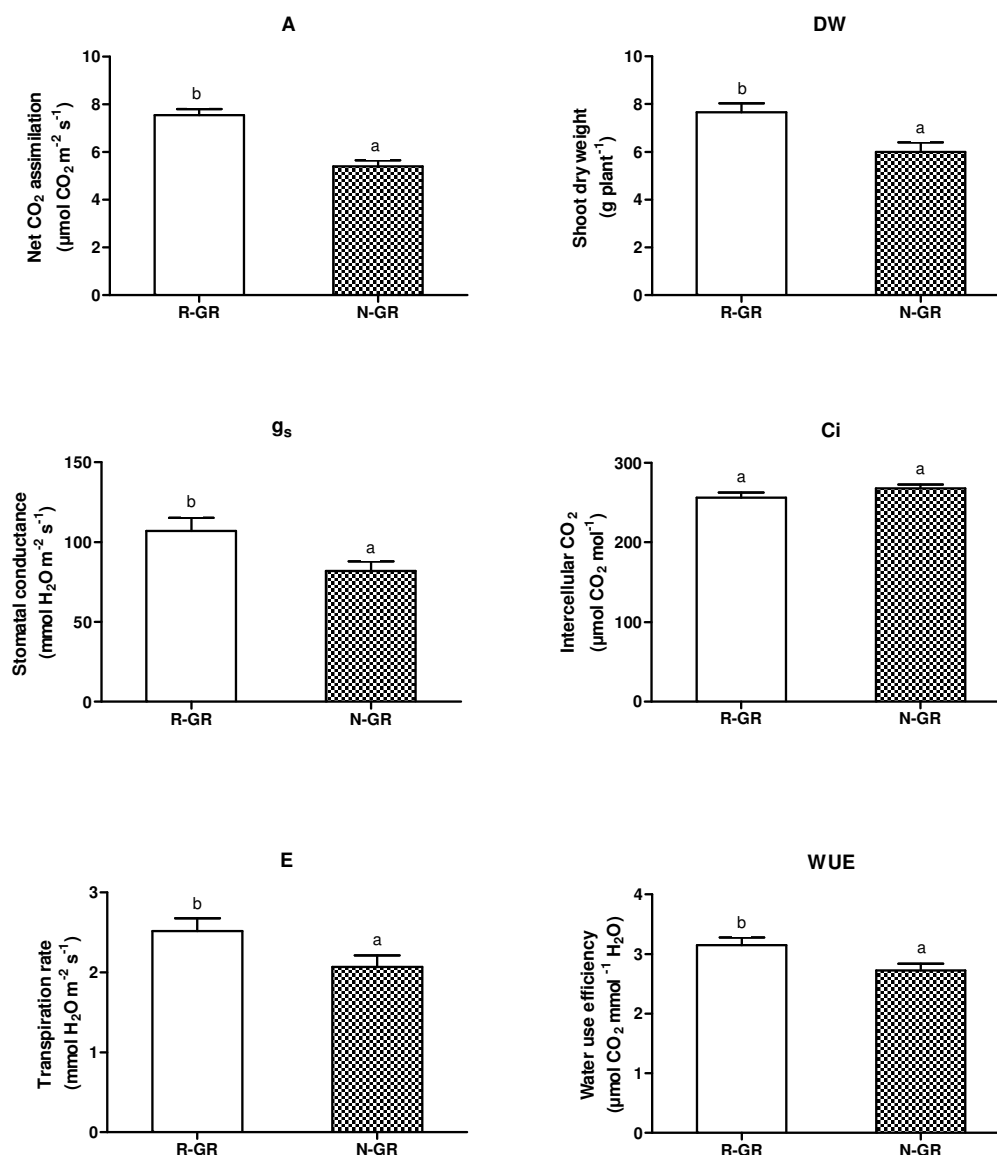 A
Net CO₂ assimilation
(µmol CO₂ m⁻² s⁻¹)
10
8
6
4
2
0
b
a
R-GR
N-GR
DW
Shoot dry weight
(g plant⁻¹)
10
8
6
4
2
0
b
a
R-GR
N-GR
gₛ
Stomatal conductance
(mmol H₂O m⁻² s⁻¹)
150
100
50
0
b
a
R-GR
N-GR
Ci
Intercellular CO₂
(µmol CO₂ mol⁻¹)
300
200
100
0
a
a
R-GR
N-GR
E
Transpiration rate
(mmol H₂O m⁻² s⁻¹)
3
2
1
0
b
a
R-GR
N-GR
WUE
Water use efficiency
(µmol CO₂ mmol⁻¹ H₂O)
4
3
2
1
0
b
a
R-GR
N-GR